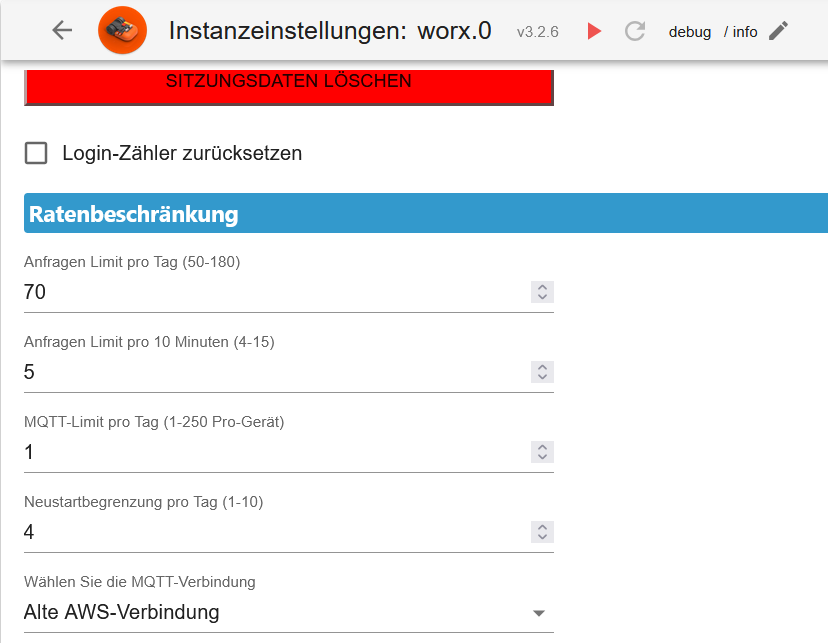 Instanzeinstellungen: worx.0 v3.2.6 debug / info
SITZUNGSDATEN LÖSCHEN
Login-Zähler zurücksetzen
Ratenbeschränkung
Anfragen Limit pro Tag (50-180)
70
Anfragen Limit pro 10 Minuten (4-15)
5
MQTT-Limit pro Tag (1-250 Pro-Gerät)
1
Neustartbegrenzung pro Tag (1-10)
4
Wählen Sie die MQTT-Verbindung
Alte AWS-Verbindung